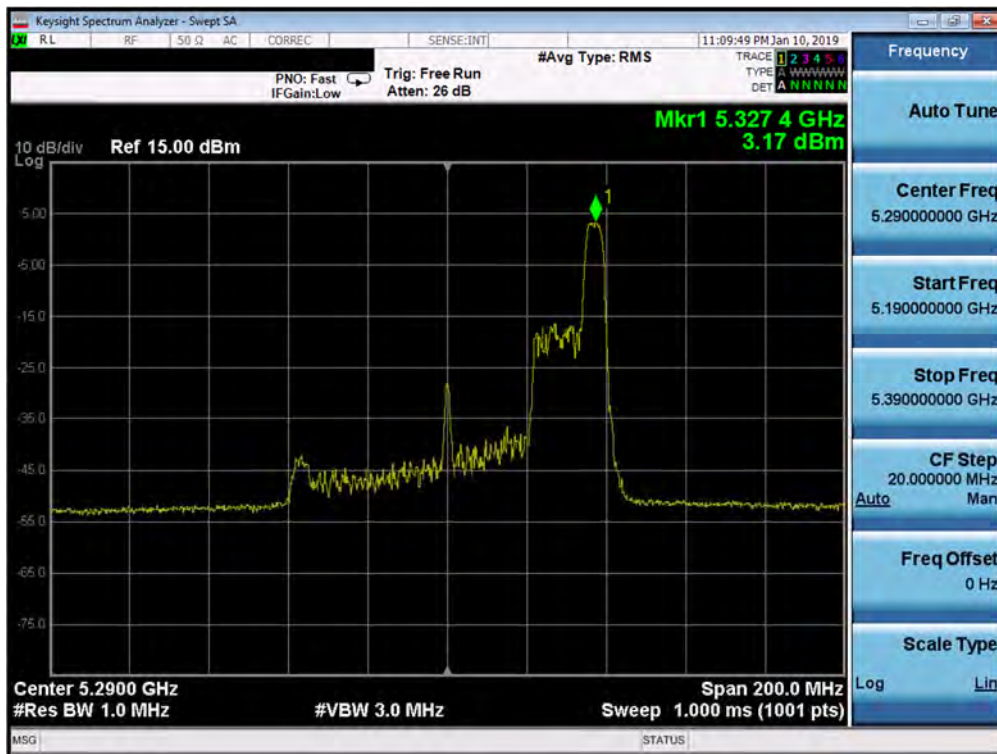 Keysight Spectrum Analyzer - Swept SA
LXI RL RF 50 Ω AC CORREC SENSE:INT 11:09:49 PM Jan 10, 2019
#Avg Type: RMS TRACE 1 2 3 4 5 6
PNO: Fast Trig: Free Run TYPE A WWWWW
IFGain:Low Atten: 26 dB DET A N N N N N
Mkr1 5.327 4 GHz
3.17 dBm
10 dB/div Ref 15.00 dBm
Log
1
5.00
-5.00
-15.0
-25.0
-35.0
-45.0
-55.0
-65.0
-75.0
Center 5.2900 GHz Span 200.0 MHz
#Res BW 1.0 MHz #VBW 3.0 MHz Sweep 1.000 ms (1001 pts)
MSG STATUS
Frequency
Auto Tune
Center Freq
5.290000000 GHz
Start Freq
5.190000000 GHz
Stop Freq
5.390000000 GHz
CF Step
20.000000 MHz
Auto Man
Freq Offset
0 Hz
Scale Type
Log Lin